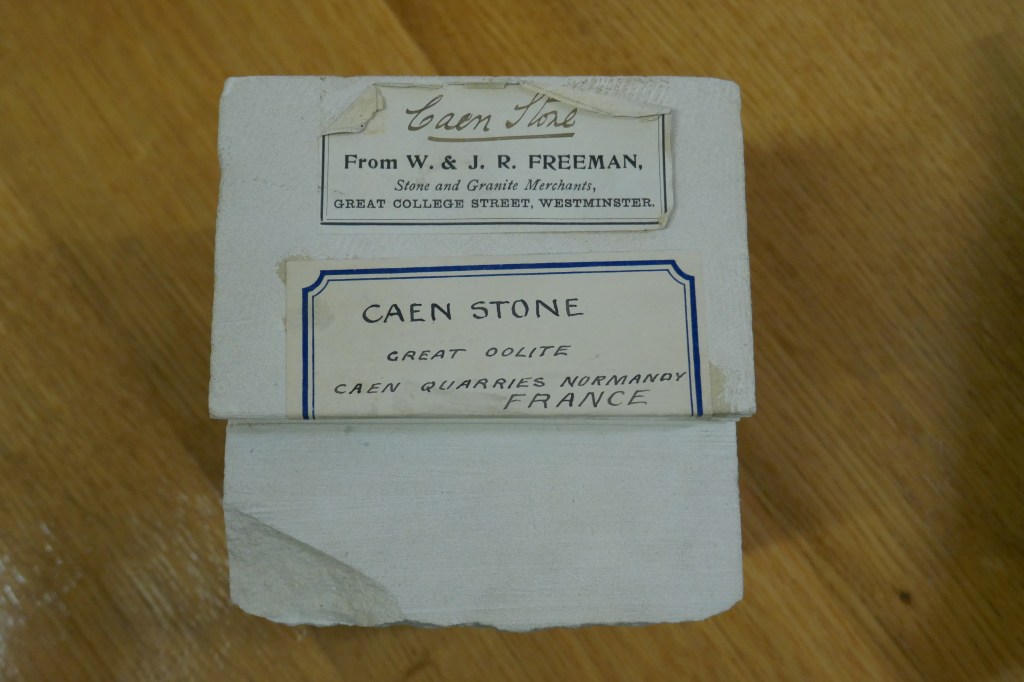 Caen Stone
From W. & J. R. FREEMAN,
Stone and Granite Merchants,
GREAT COLLEGE STREET, WESTMINSTER.
CAEN STONE
GREAT OOLITE
CAEN QUARRIES NORMANDY
FRANCE